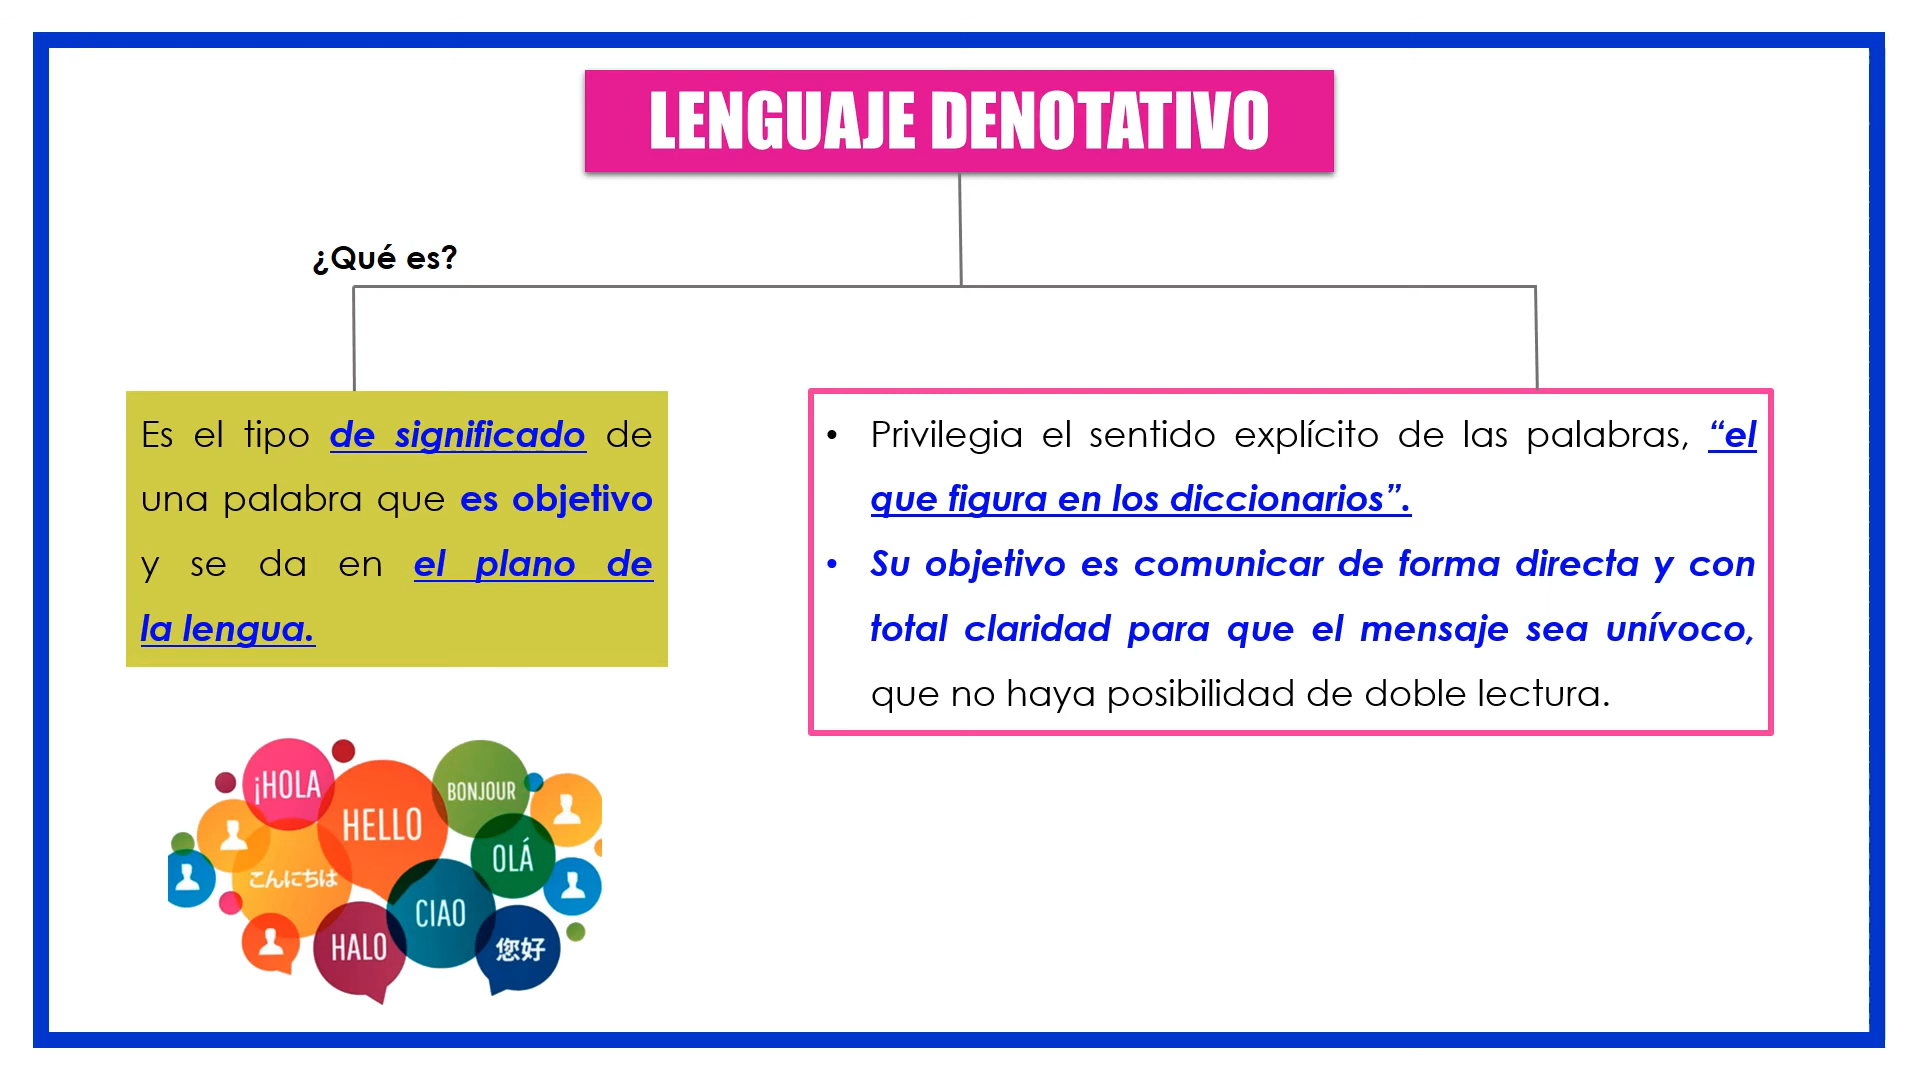 LENGUAJE DENOTATIVO
¿Qué es?
Es el tipo de significado de
una palabra que es objetivo
y se da en el plano de
la lengua.
• Privilegia el sentido explícito de las palabras, “el
que figura en los diccionarios”.
• Su objetivo es comunicar de forma directa y con
total claridad para que el mensaje sea unívoco,
que no haya posibilidad de doble lectura.
¡HOLA
HELLO
BONJOUR
OLÁ
こんにちは
CIAO
HALO
您好